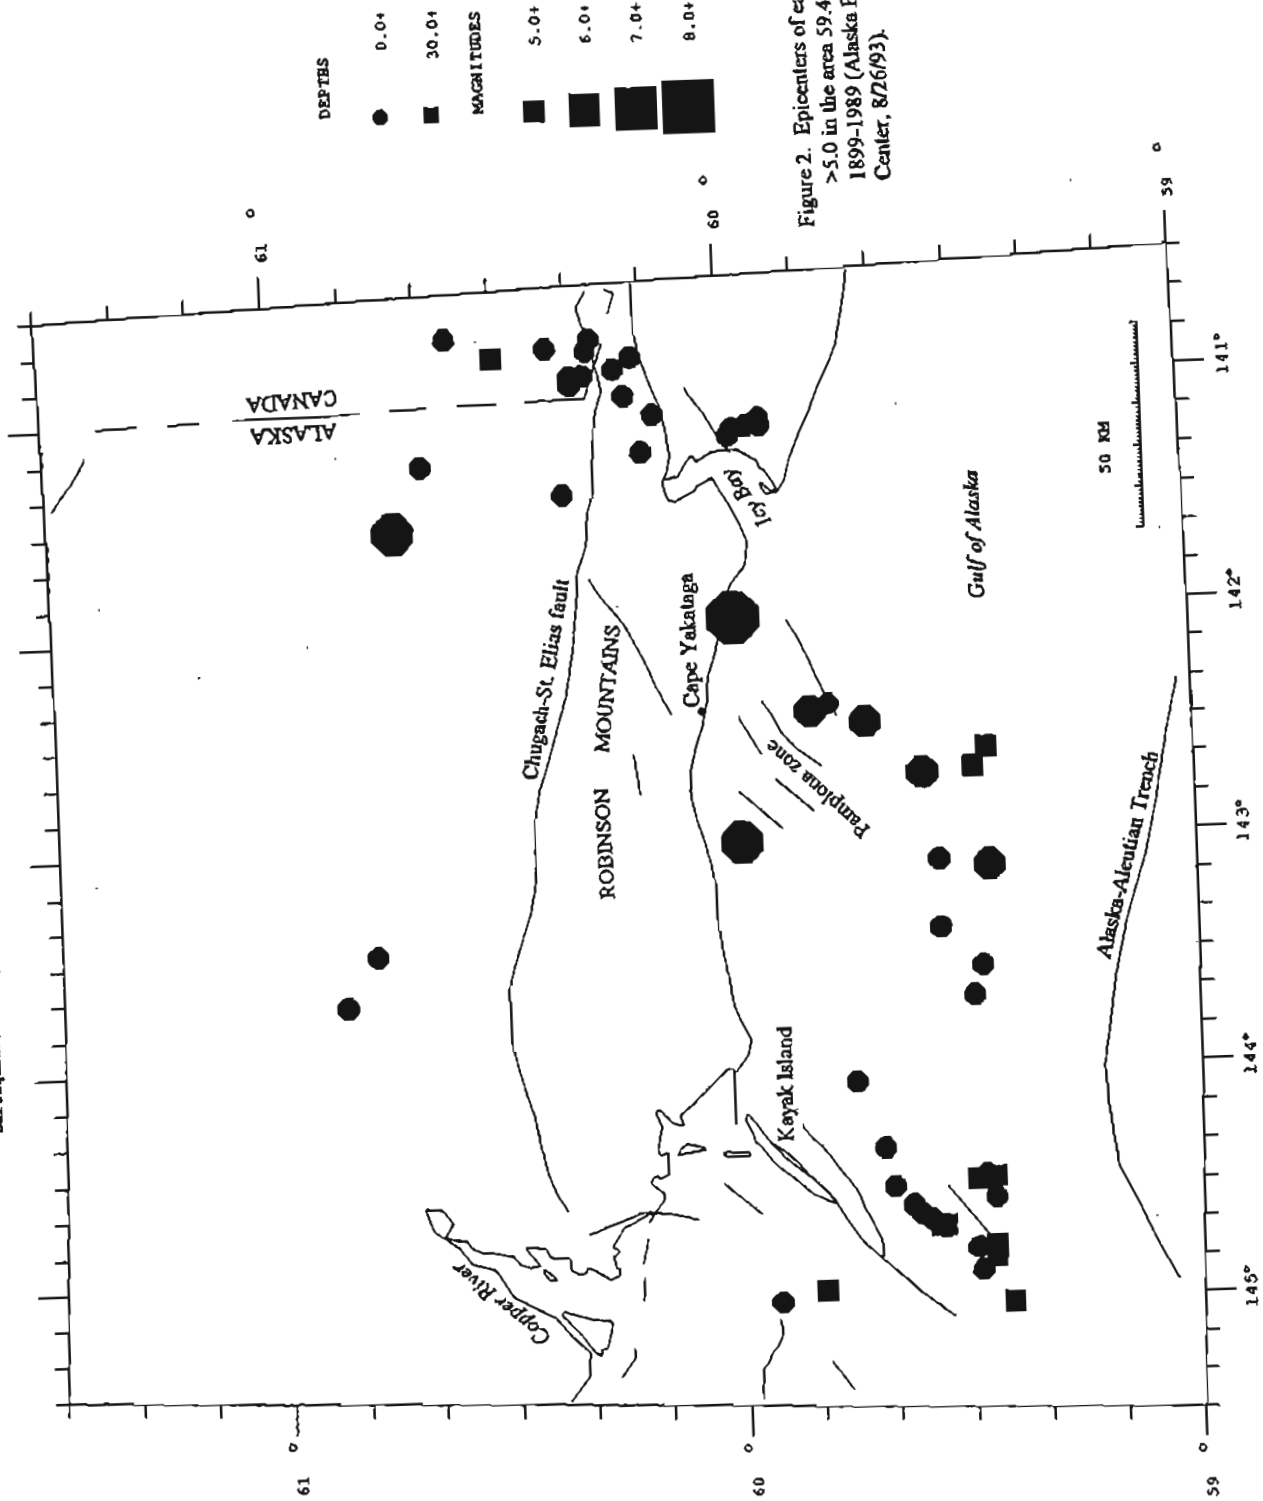 DEPTHS
0.0+
30.0+
MAGNITUDES
5.0+
6.0+
7.0+
8.0+
Figure 2. Epicenters of
>5.0 in the area 59.4
1899-1989 (Alaska
Center, 8/26/93).
61 °
60 °
59 °
CANADA
ALASKA
Chugach-St. Elias fault
ROBINSON MOUNTAINS
Cape Yakataga
Icy Bay
Pamplona zone
Gulf of Alaska
50 KM
Kayak Island
Copper River
Alaska-Aleutian Trench
61 °
60 °
59 °
145°
144°
143°
142°
141°